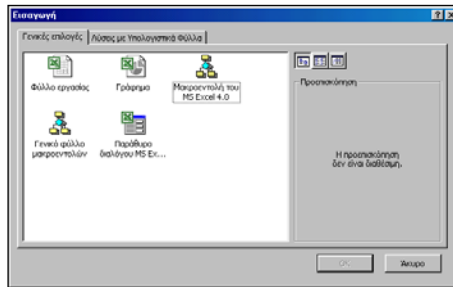 Εισαγωγή
Γενικές επιλογές
Λύσος με Υπολογιστικά Φύλλα
Φύλλο εργασίας
Γράφημα
Μακροεντολή του
MS Excel 4.0
Γενικό φύλλο
μακροεντολών
Παράθυρο
διαλόγου MS Ex...
Προεπισκόπηση
Η προεπισκόπηση
δεν είναι διαθέσιμη.
OK
Άκυρο